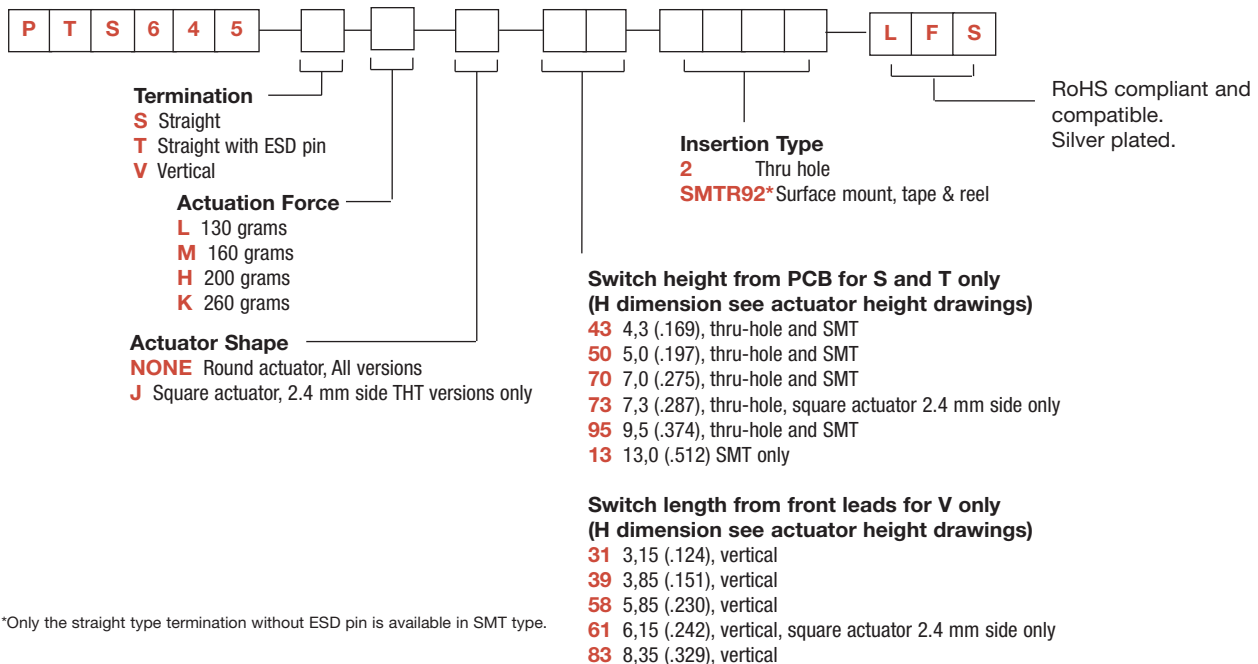 P T S 6 4 5 L F S
Termination
S Straight
T Straight with ESD pin
V Vertical
Actuation Force
L 130 grams
M 160 grams
H 200 grams
K 260 grams
Actuator Shape
NONE Round actuator, All versions
J Square actuator, 2.4 mm side THT versions only
Insertion Type
2 Thru hole
SMTR92* Surface mount, tape & reel
RoHS compliant and
compatible.
Silver plated.
Switch height from PCB for S and T only
(H dimension see actuator height drawings)
43 4,3 (.169), thru-hole and SMT
50 5,0 (.197), thru-hole and SMT
70 7,0 (.275), thru-hole and SMT
73 7,3 (.287), thru-hole, square actuator 2.4 mm side only
95 9,5 (.374), thru-hole and SMT
13 13,0 (.512) SMT only
Switch length from front leads for V only
(H dimension see actuator height drawings)
31 3,15 (.124), vertical
39 3,85 (.151), vertical
58 5,85 (.230), vertical
61 6,15 (.242), vertical, square actuator 2.4 mm side only
83 8,35 (.329), vertical
*Only the straight type termination without ESD pin is available in SMT type.